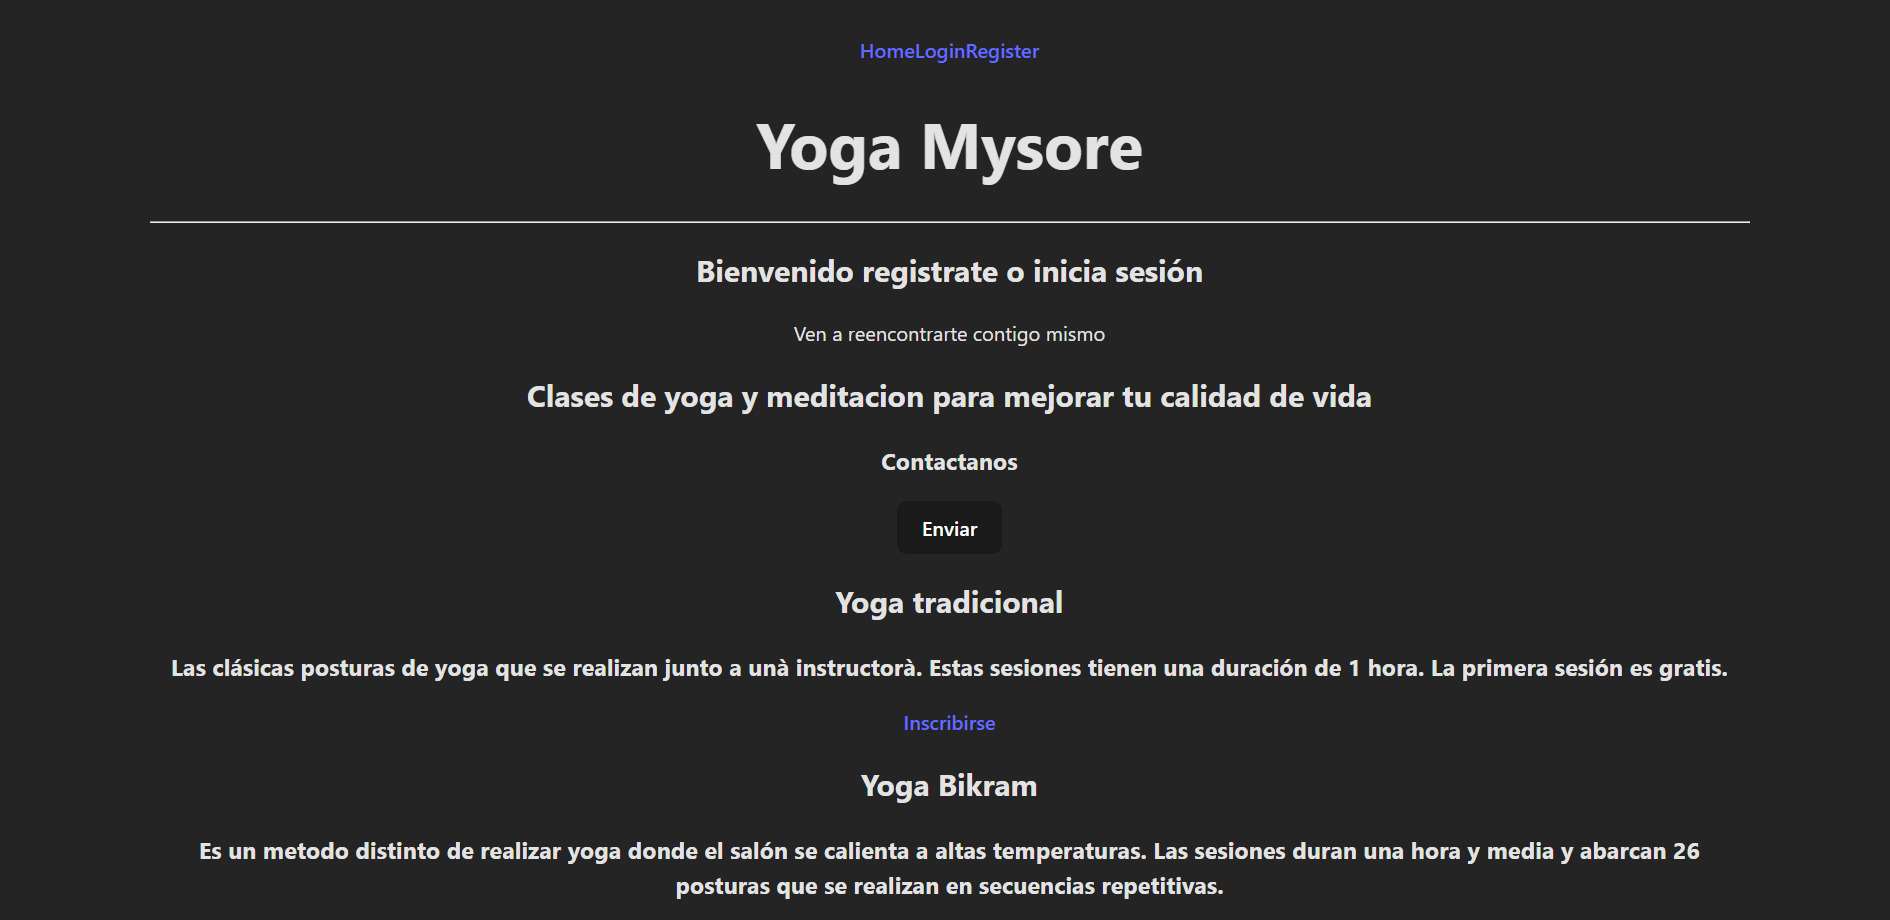 HomeLoginRegister
Yoga Mysore
Bienvenido registrate o inicia sesión
Ven a reencontrarte contigo mismo
Clases de yoga y meditacion para mejorar tu calidad de vida
Contactanos
Enviar
Yoga tradicional
Las clásicas posturas de yoga que se realizan junto a unà instructorà. Estas sesiones tienen una duración de 1 hora. La primera sesión es gratis.
Inscribirse
Yoga Bikram
Es un metodo distinto de realizar yoga donde el salón se calienta a altas temperaturas. Las sesiones duran una hora y media y abarcan 26
posturas que se realizan en secuencias repetitivas.